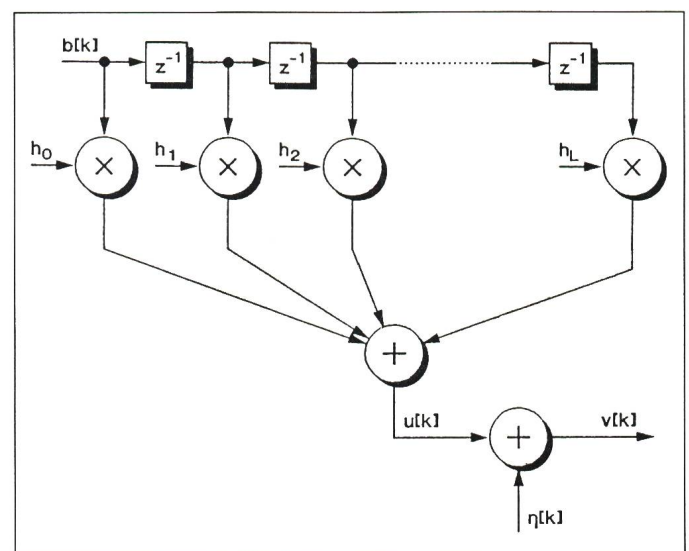 b[k]
z⁻¹ z⁻¹ z⁻¹
h₀ × h₁ × h₂ × h_L ×
+
u[k] + v[k]
η[k]